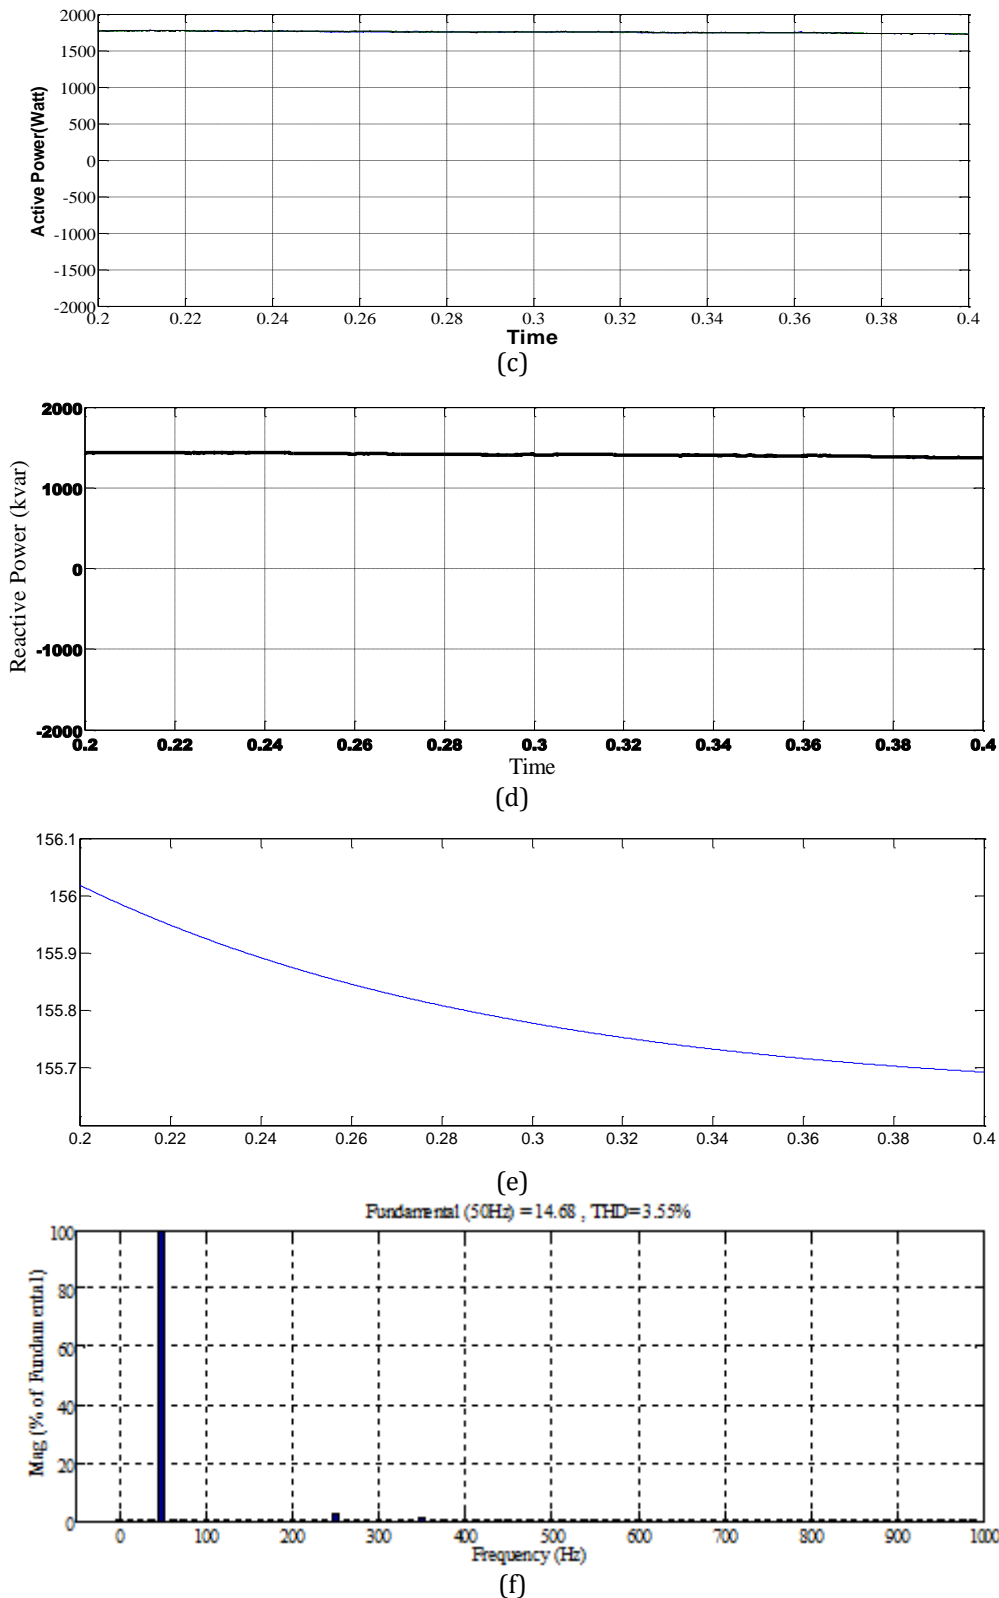 2000
1500
1000
500
0
-500
-1000
-1500
-2000
Active Power(Watt)
0.2 0.22 0.24 0.26 0.28 0.3 0.32 0.34 0.36 0.38 0.4
Time
(c)
2000
1000
0
-1000
-2000
Reactive Power (kvar)
0.2 0.22 0.24 0.26 0.28 0.3 0.32 0.34 0.36 0.38 0.4
Time
(d)
156.1
156
155.9
155.8
155.7
0.2 0.22 0.24 0.26 0.28 0.3 0.32 0.34 0.36 0.38 0.4
(e)
Fundamental (50Hz) = 14.68 , THD= 3.55%
100
80
60
40
20
0
Mag (% of Fundamental)
0 100 200 300 400 500 600 700 800 900 1000
Frequency (Hz)
(f)